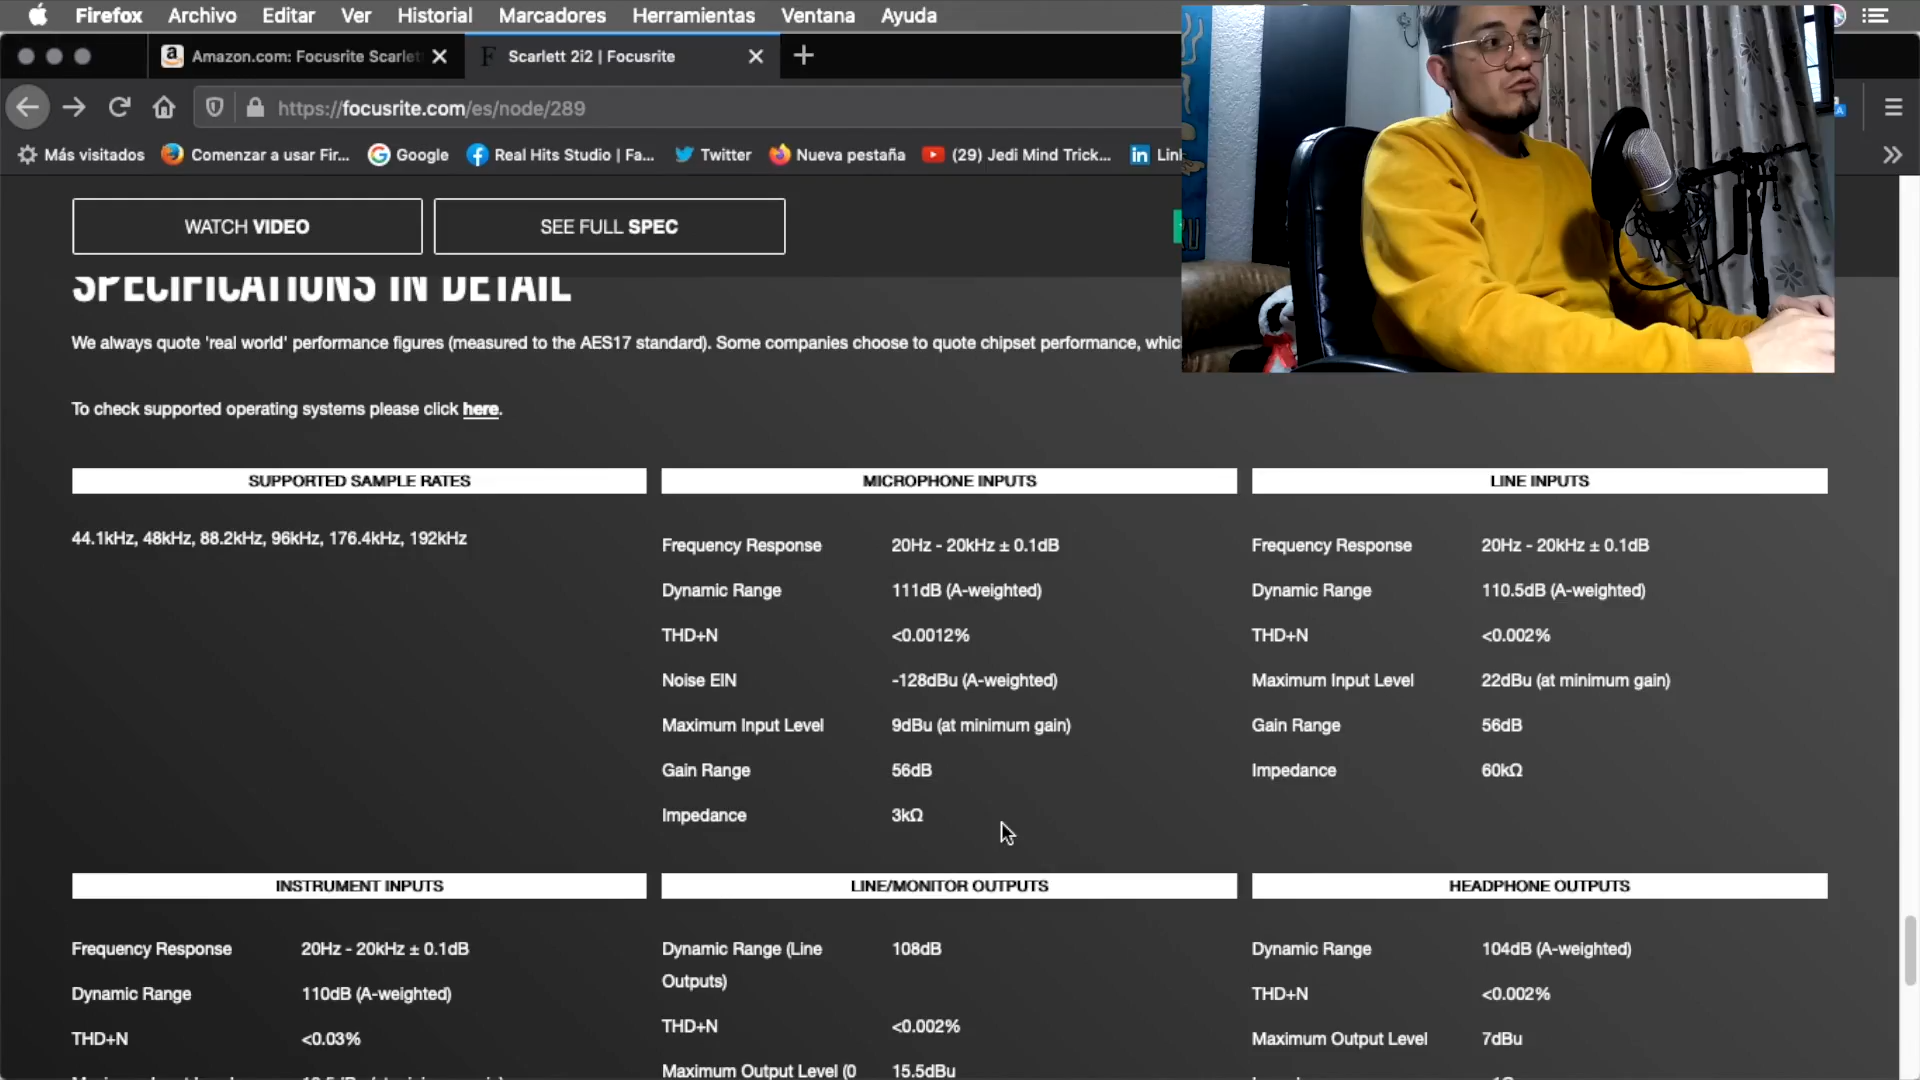 Firefox Archivo Editar Ver Historial Marcadores Herramientas Ventana Ayuda
Amazon.com: Focusrite Scarlet
Scarlett 2i2 | Focusrite
https://focusrite.com/es/node/289
Más visitados Comenzar a usar Fir... Google Real Hits Studio | Fa... Twitter Nueva pestaña (29) Jedi Mind Trick...
WATCH VIDEO
SEE FULL SPEC
SPECIFICATIONS IN DETAIL
We always quote 'real world' performance figures (measured to the AES17 standard). Some companies choose to quote chipset performance,
To check supported operating systems please click here.
SUPPORTED SAMPLE RATES
44.1kHz, 48kHz, 88.2kHz, 96kHz, 176.4kHz, 192kHz
MICROPHONE INPUTS
Frequency Response 20Hz - 20kHz ± 0.1dB
Dynamic Range 111dB (A-weighted)
THD+N <0.0012%
Noise EIN -128dBu (A-weighted)
Maximum Input Level 9dBu (at minimum gain)
Gain Range 56dB
Impedance 3kΩ
LINE INPUTS
Frequency Response 20Hz - 20kHz ± 0.1dB
Dynamic Range 110.5dB (A-weighted)
THD+N <0.002%
Maximum Input Level 22dBu (at minimum gain)
Gain Range 56dB
Impedance 60kΩ
INSTRUMENT INPUTS
Frequency Response 20Hz - 20kHz ± 0.1dB
Dynamic Range 110dB (A-weighted)
THD+N <0.03%
LINE/MONITOR OUTPUTS
Dynamic Range (Line 108dB
Outputs)
THD+N <0.002%
Maximum Output Level (0 15.5dBu
HEADPHONE OUTPUTS
Dynamic Range 104dB (A-weighted)
THD+N <0.002%
Maximum Output Level 7dBu